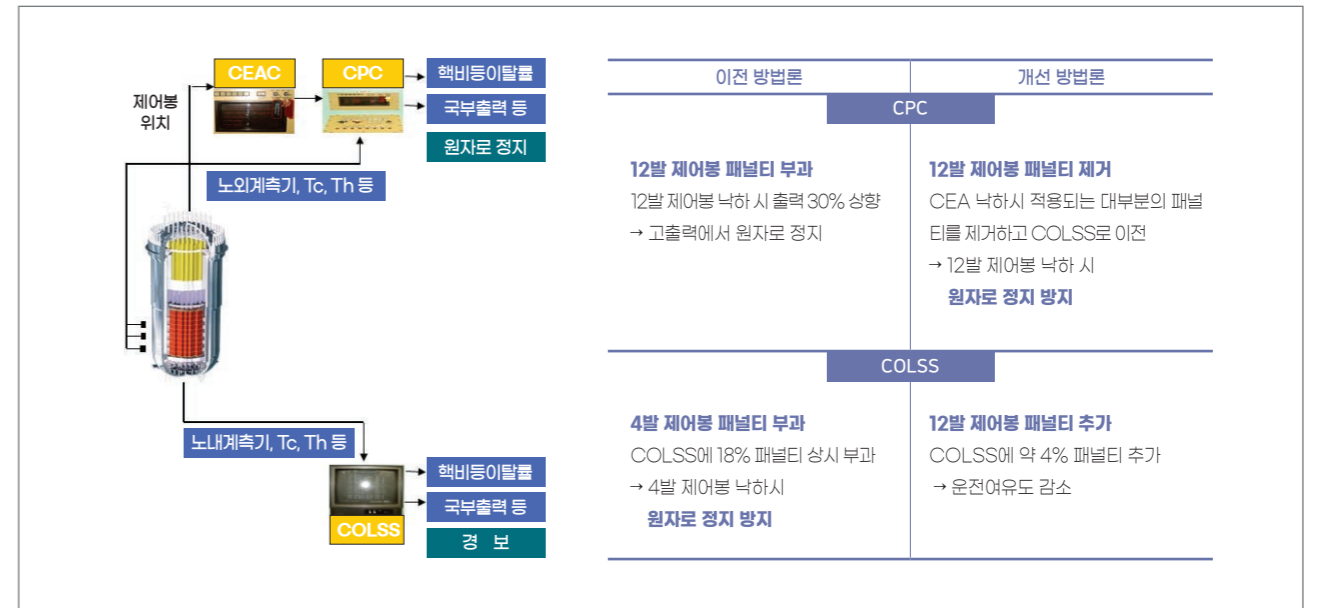 CEAC
CPC
핵비등이탈률
국부출력 등
원자로 정지
제어봉
위치
노외계측기, Tc, Th 등
노내계측기, Tc, Th 등
핵비등이탈률
국부출력 등
COLSS
경 보
이전 방법론
개선 방법론
CPC
12발 제어봉 패널티 부과
12발 제어봉 낙하 시 출력 30% 상향
→ 고출력에서 원자로 정지
12발 제어봉 패널티 제거
CEA 낙하시 적용되는 대부분의 패널
티를 제거하고 COLSS로 이전
→ 12발 제어봉 낙하 시
원자로 정지 방지
COLSS
4발 제어봉 패널티 부과
COLSS에 18% 패널티 상시 부과
→ 4발 제어봉 낙하시
원자로 정지 방지
12발 제어봉 패널티 추가
COLSS에 약 4% 패널티 추가
→ 운전여유도 감소